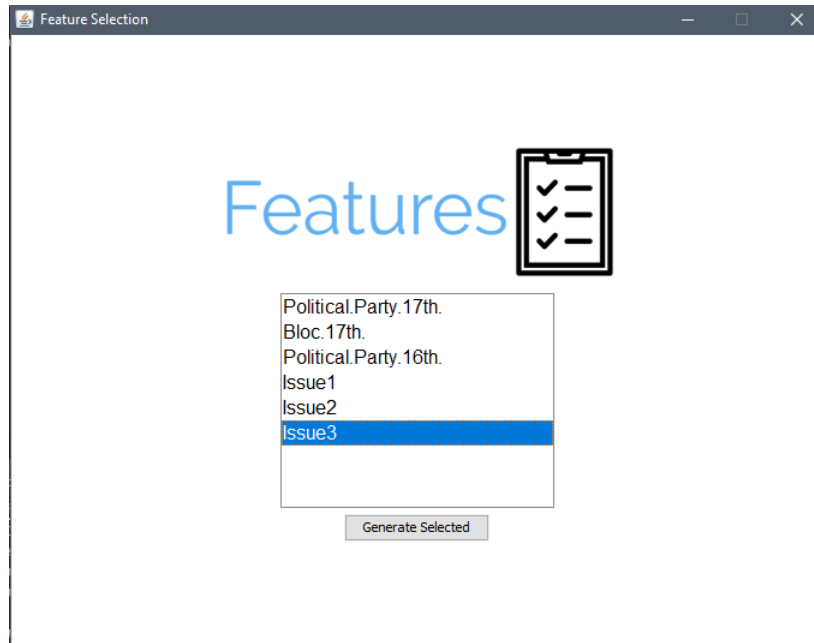 Feature Selection
Features
Political.Party.17th.
Bloc.17th.
Political.Party.16th.
Issue1
Issue2
Issue3
Generate Selected